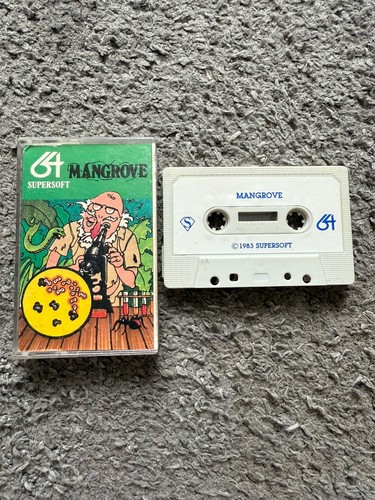 64 MANGROVE
SUPERSOFT
MANGROVE
S
64
© 1983 SUPERSOFT